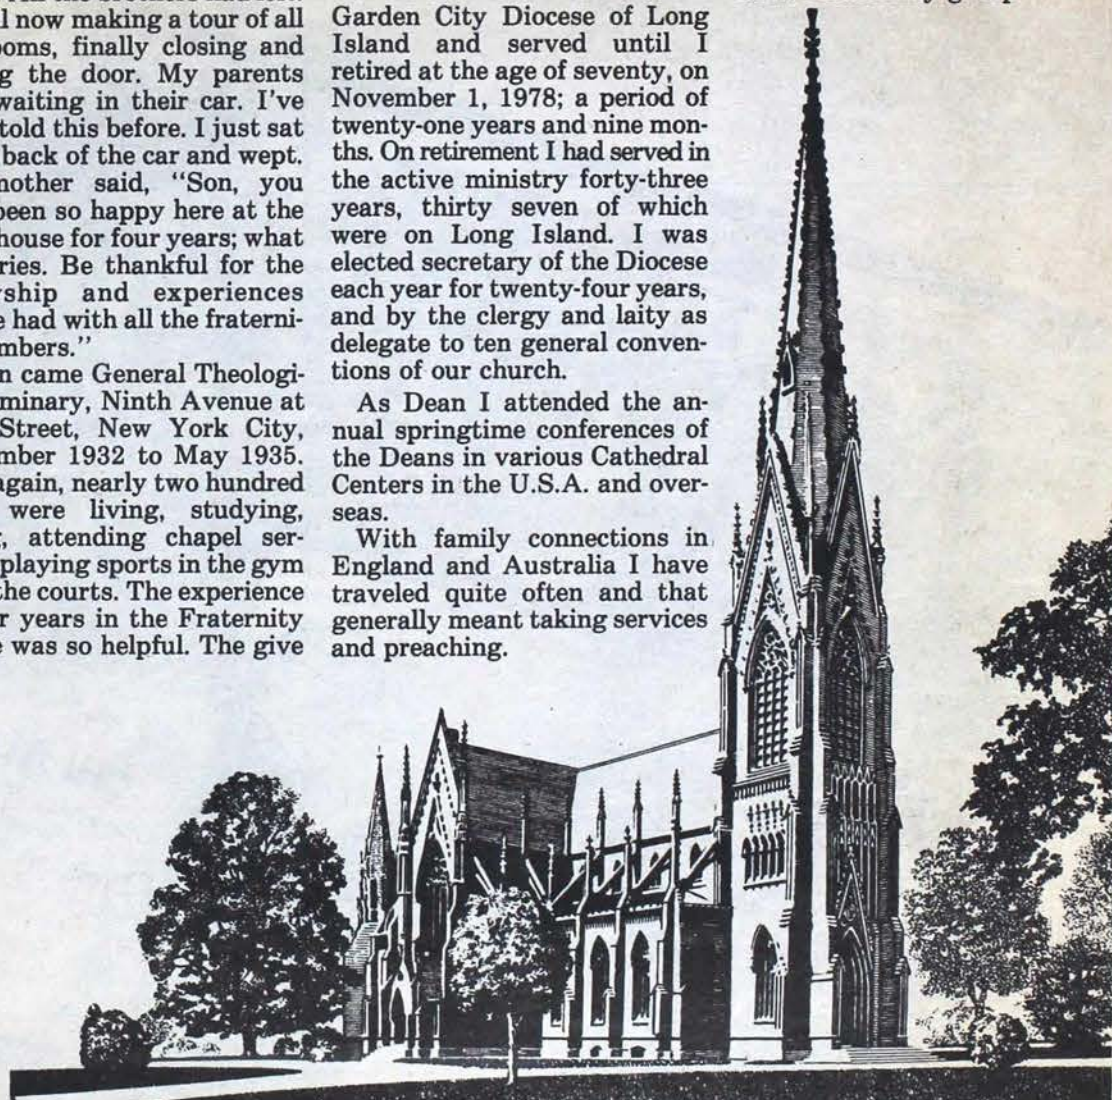 l now making a tour of all
ooms, finally closing and
g the door. My parents
waiting in their car. I've
told this before. I just sat
back of the car and wept.
nother said, "Son, you
been so happy here at the
house for four years; what
ries. Be thankful for the
ship and experiences
e had with all the fraterni-
mbers."
n came General Theologi-
minary, Ninth Avenue at
Street, New York City,
mber 1932 to May 1935.
again, nearly two hundred
were living, studying,
, attending chapel ser-
playing sports in the gym
the courts. The experience
r years in the Fraternity
e was so helpful. The give
Garden City Diocese of Long
Island and served until I
retired at the age of seventy, on
November 1, 1978; a period of
twenty-one years and nine mon-
ths. On retirement I had served in
the active ministry forty-three
years, thirty seven of which
were on Long Island. I was
elected secretary of the Diocese
each year for twenty-four years,
and by the clergy and laity as
delegate to ten general conven-
tions of our church.
As Dean I attended the an-
nual springtime conferences of
the Deans in various Cathedral
Centers in the U.S.A. and over-
seas.
With family connections in
England and Australia I have
traveled quite often and that
generally meant taking services
and preaching.